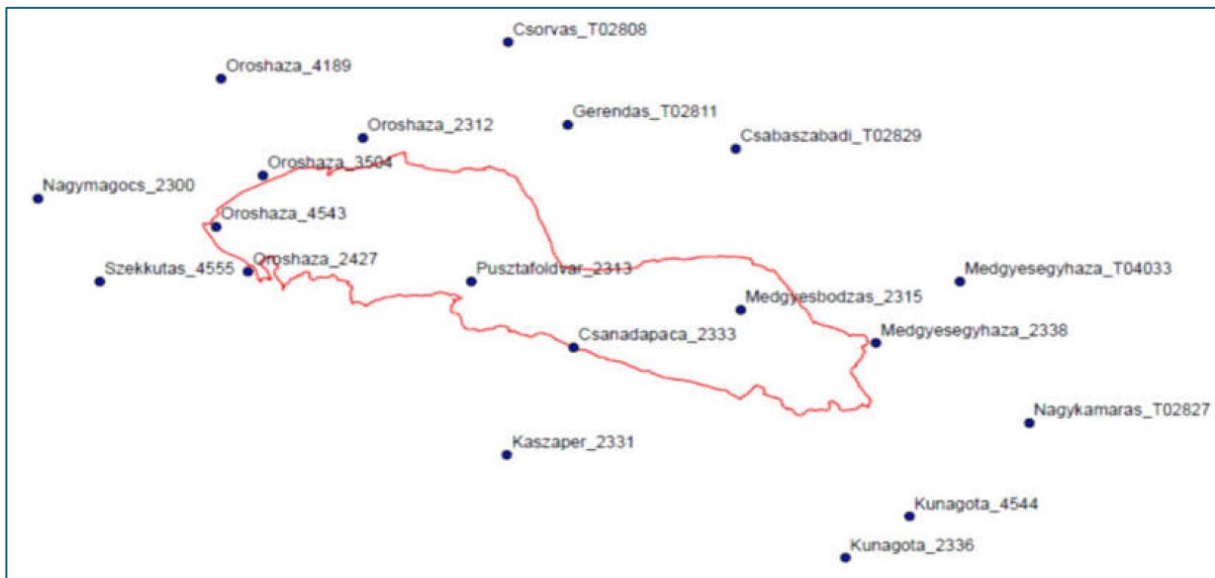 Csorvas_T02808
Oroshaza_4189
Gerendas_T02811
Oroshaza_2312
Csabaszabadi_T02829
Oroshaza_3504
Nagymagocs_2300
Oroshaza_4543
Szekkutas_4555
Oroshaza_2427
Pusztafoldvar_2313
Medgyesegyhaza_T04033
Medgyesbodzas_2315
Csanadapaca_2333
Medgyesegyhaza_2338
Nagykamaras_T02827
Kaszaper_2331
Kunagota_4544
Kunagota_2336